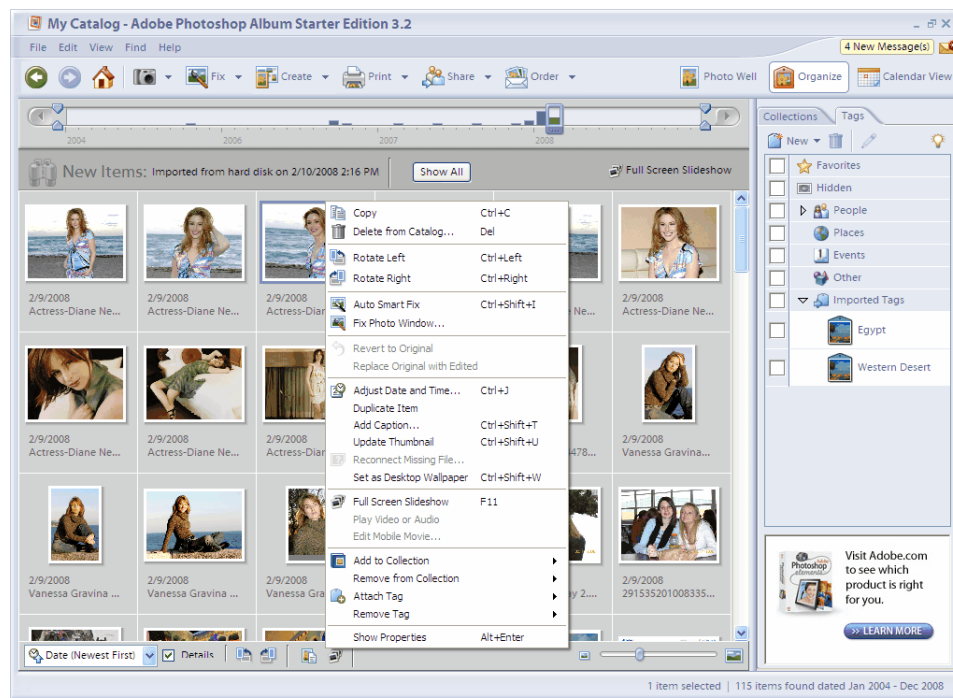 My Catalog - Adobe Photoshop Album Starter Edition 3.2
File Edit View Find Help
4 New Message(s)
Fix Create Print Share Order Photo Well Organize Calendar View
2004 2006 2007 2008
New Items: Imported from hard disk on 2/10/2008 2:16 PM Show All Full Screen Slideshow
Collections Tags
New
Favorites
Hidden
People
Places
Events
Other
Imported Tags
Egypt
Western Desert
2/9/2008 2/9/2008 2/9/2008 2/9/2008
Actress-Diane Ne... Actress-Diane Ne... Actress-Dia Ne... Actress-Diane Ne...
2/9/2008 2/9/2008 2/9/2008 2/9/2008
Actress-Diane Ne... Actress-Diane Ne... Actress-Dia 478... Vanessa Gravina...
2/9/2008 2/9/2008 2/9/2008 2/9/2008
Vanessa Gravina ... Vanessa Gravina ... Vanessa Gra ay 2.... 291535201008335...
Copy Ctrl+C
Delete from Catalog... Del
Rotate Left Ctrl+Left
Rotate Right Ctrl+Right
Auto Smart Fix Ctrl+Shift+I
Fix Photo Window...
Revert to Original
Replace Original with Edited
Adjust Date and Time... Ctrl+J
Duplicate Item
Add Caption... Ctrl+Shift+T
Update Thumbnail Ctrl+Shift+U
Reconnect Missing File...
Set as Desktop Wallpaper Ctrl+Shift+W
Full Screen Slideshow F11
Play Video or Audio
Edit Mobile Movie...
Add to Collection
Remove from Collection
Attach Tag
Remove Tag
Show Properties Alt+Enter
Photoshop
elements
Visit Adobe.com
to see which
product is right
for you.
>> LEARN MORE
Date (Newest First) Details
1 item selected | 115 items found dated Jan 2004 - Dec 2008